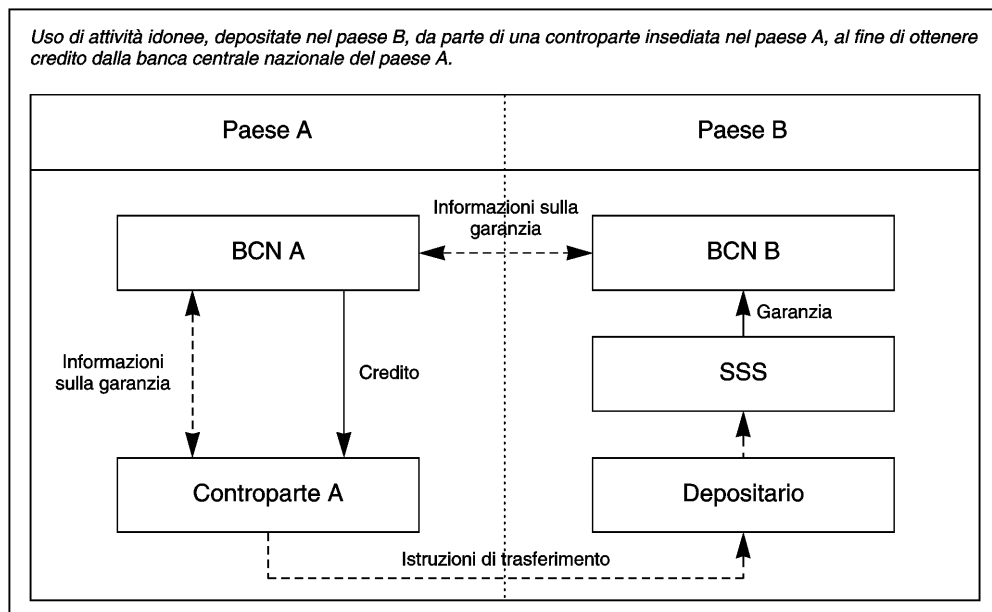 Uso di attività idonee, depositate nel paese B, da parte di una controparte insediata nel paese A, al fine di ottenere
credito dalla banca centrale nazionale del paese A.
Paese A
Paese B
Informazioni sulla
garanzia
BCN A
BCN B
Garanzia
Informazioni
sulla garanzia
Credito
SSS
Controparte A
Depositario
Istruzioni di trasferimento